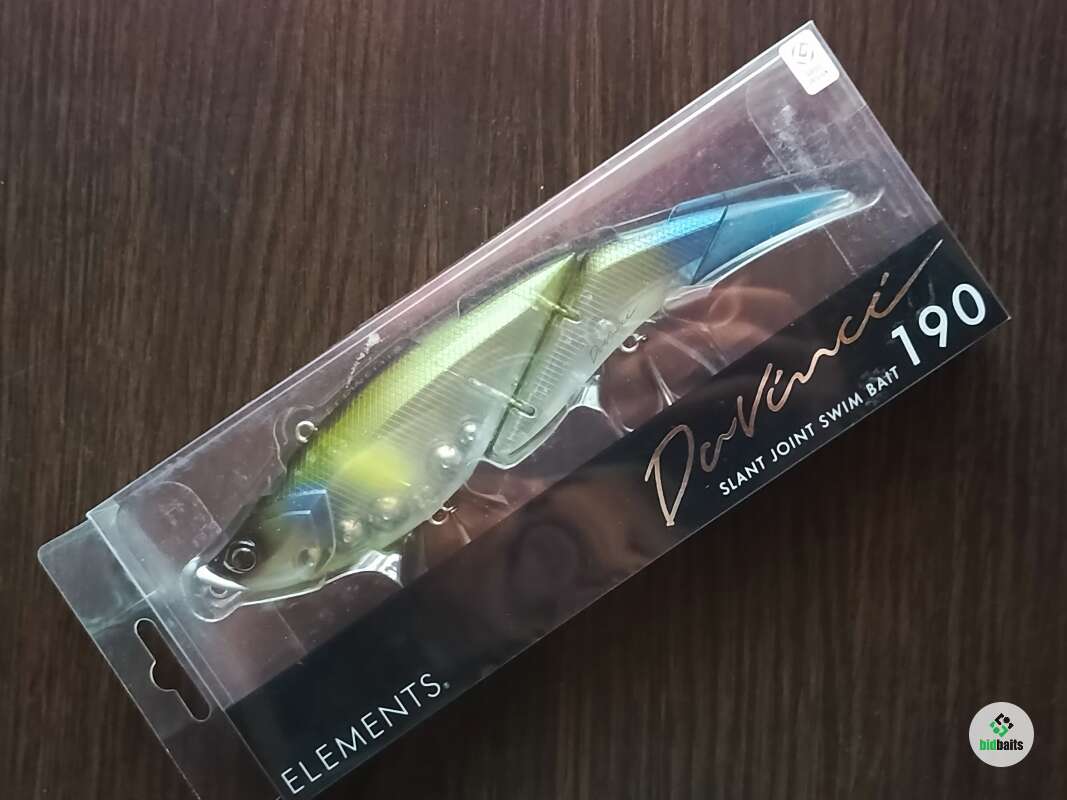 DaVinci 190
SLANT JOINT SWIM BAIT
ELEMENTS®
bidbaits